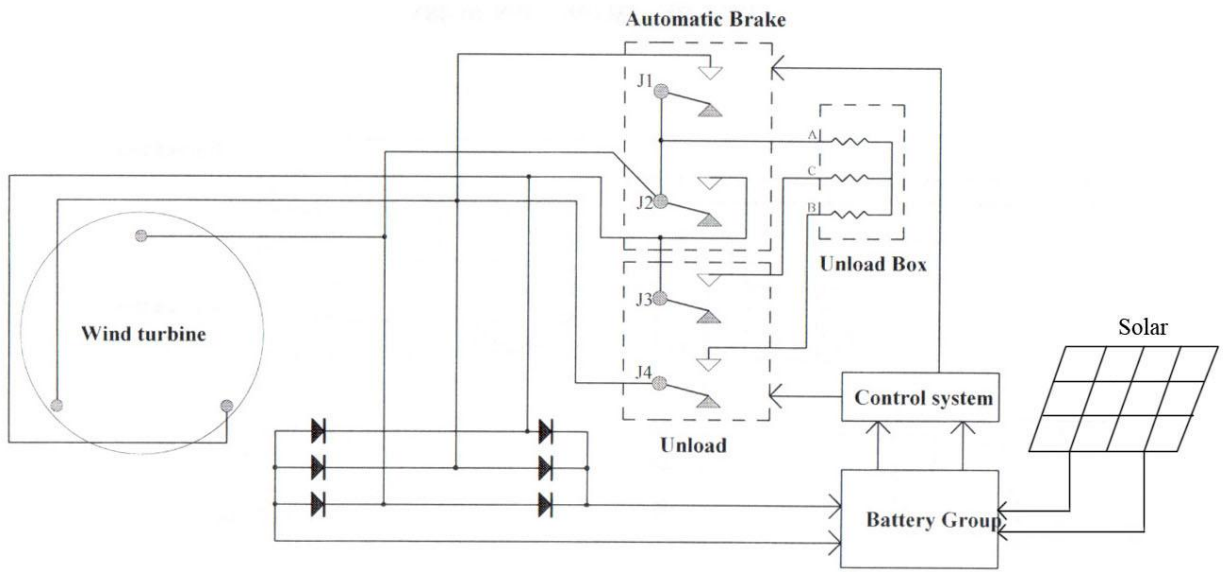 Automatic Brake
J1
A
C
J2
B
Unload Box
J3
Solar
Wind turbine
J4
Control system
Unload
Battery Group